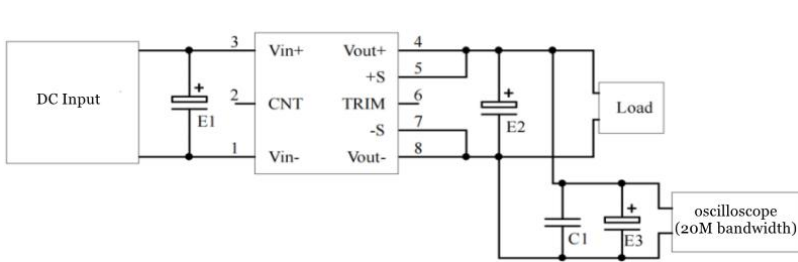 DC Input
E1
3
2
1
Vin+
CNT
Vin-
Vout+
+S
TRIM
-S
Vout-
4
5
6
7
8
E2
Load
C1
E3
oscilloscope
(20M bandwidth)
+
+
+